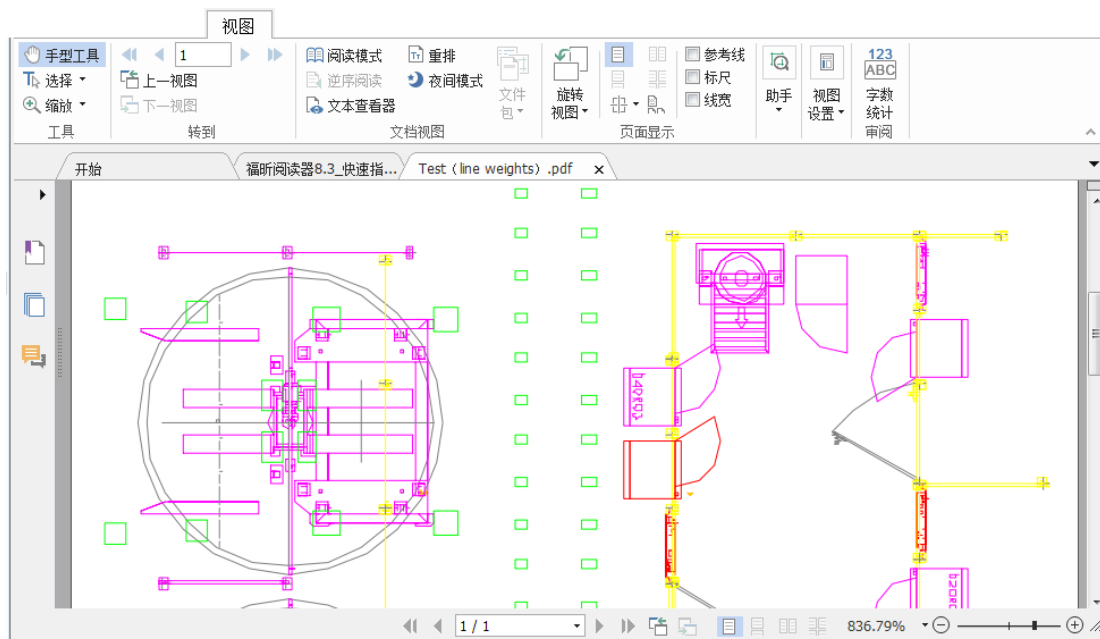 视图
手型工具
1
阅读模式
重排
参考线
123
ABC
选择
上一视图
逆序阅读
夜间模式
标尺
缩放
下一视图
文本查看器
文件
包
旋转
视图
线宽
助手
视图
设置
字数
统计
工具
转到
文档视图
页面显示
审阅
开始
福昕阅读器8.3_快速指...
Test（line weights）.pdf
1 / 1
836.79%